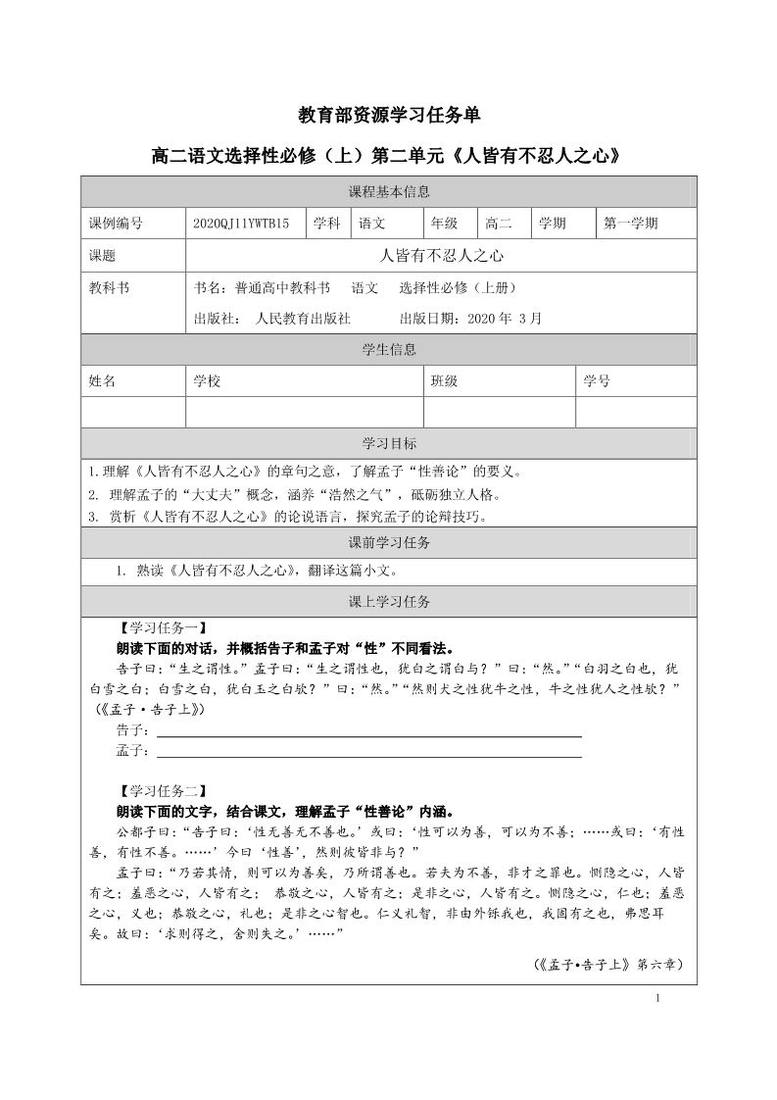 教育部资源学习任务单
高二语文选择性必修（上）第二单元《人皆有不忍人之心》
课程基本信息
课例编号 2020QJ11YWTB15 学科 语文 年级 高二 学期 第一学期
课题 人皆有不忍人之心
教科书 书名：普通高中教科书 语文 选择性必修（上册）
出版社： 人民教育出版社 出版日期：2020 年 3 月
学生信息
姓名 学校 班级 学号
学习目标
1.理解《人皆有不忍人之心》的章句之意，了解孟子“性善论”的要义。
2. 理解孟子的“大丈夫”概念，涵养“浩然之气”，砥砺独立人格。
3. 赏析《人皆有不忍人之心》的论说语言，探究孟子的论辩技巧。
课前学习任务
1. 熟读《人皆有不忍人之心》，翻译这篇小文。
课上学习任务
【学习任务一】
朗读下面的对话，并概括告子和孟子对“性”不同看法。
告子曰：“生之谓性。”孟子曰：“生之谓性也，犹白之谓白与？”曰：“然。”“白羽之白也，犹
白雪之白；白雪之白，犹白玉之白欤？”曰：“然。”“然则犬之性犹牛之性，牛之性犹人之性欤？”
（《孟子·告子上》）
告子：
孟子：
【学习任务二】
朗读下面的文字，结合课文，理解孟子“性善论”内涵。
公都子曰：“告子曰：‘性无善无不善也。’或曰：‘性可以为善，可以为不善；……或曰：‘有性
善，有性不善。……’今曰‘性善’，然则彼皆非与？”
孟子曰：“乃若其情，则可以为善矣，乃所谓善也。若夫为不善，非才之罪也。恻隐之心，人皆
有之；羞恶之心，人皆有之； 恭敬之心，人皆有之；是非之心，人皆有之。恻隐之心，仁也；羞恶
之心，义也；恭敬之心，礼也；是非之心智也。仁义礼智，非由外铄我也，我固有之也，弗思耳
矣。故曰：‘求则得之，舍则失之。’……”
（《孟子•告子上》第六章）
1